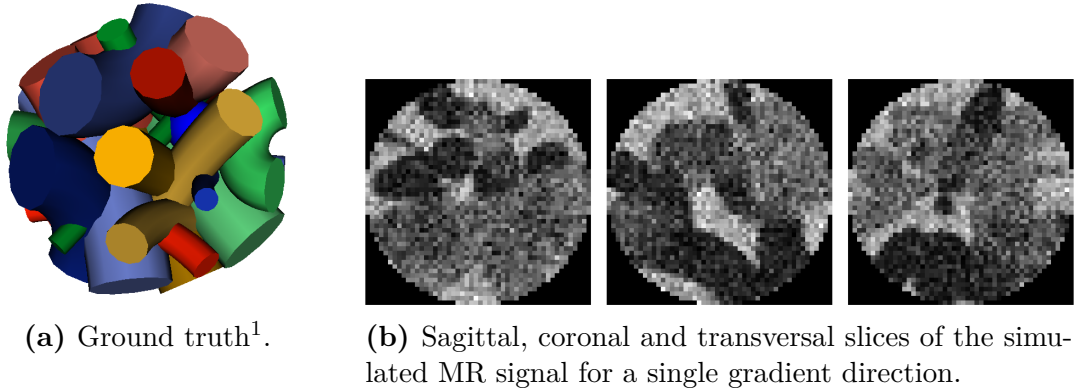 (a) Ground truth¹.
(b) Sagittal, coronal and transversal slices of the simu-
lated MR signal for a single gradient direction.